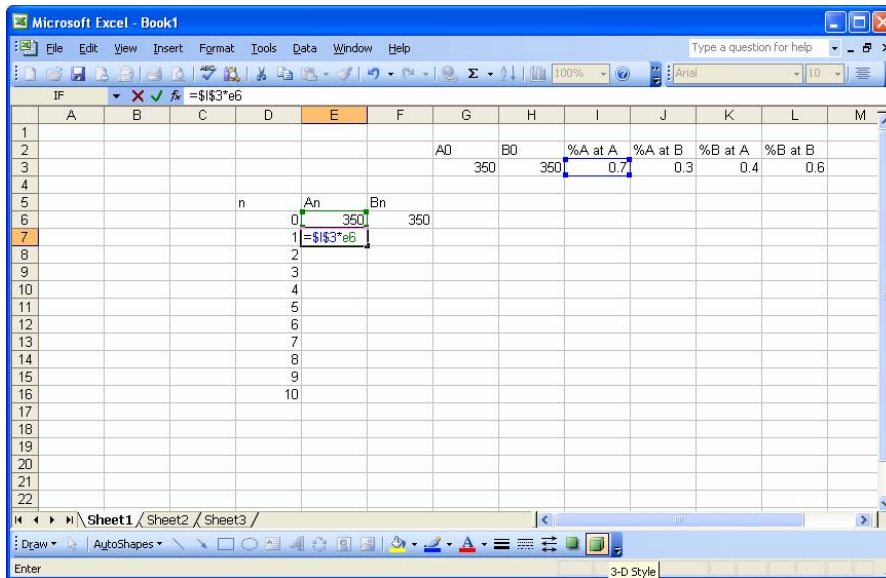 Microsoft Excel - Book1
File Edit View Insert Format Tools Data Window Help Type a question for help
100% Arial 10
IF =$I$3*e6
A B C D E F G H I J K L M
1
2 A0 B0 %A at A %A at B %B at A %B at B
3 350 350 0.7 0.3 0.4 0.6
4
5 n An Bn
6 0 350 350
7 1 =$I$3*e6
8 2
9 3
10 4
11 5
12 6
13 7
14 8
15 9
16 10
17
18
19
20
21
22
Sheet1 Sheet2 Sheet3
Draw AutoShapes
Enter 3-D Style